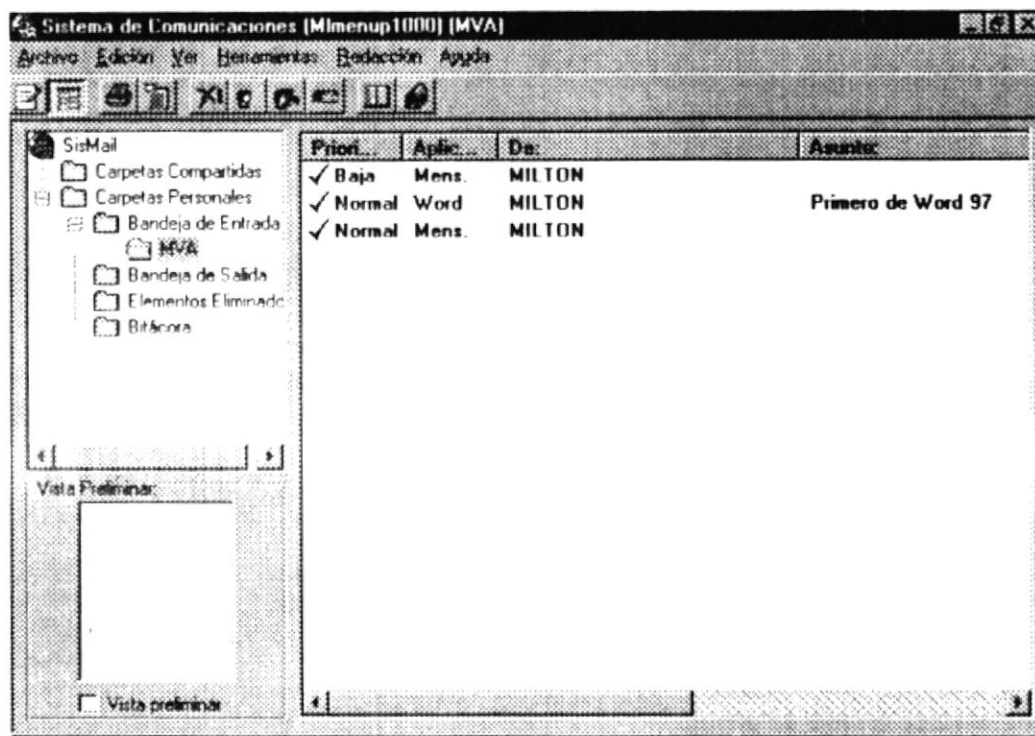 Sistema de Comunicaciones (MImenup1000) (MVA)
Archivo Edición Ver Herramientas Redacción Ayuda
SisMail
Carpetas Compartidas
Carpetas Personales
Bandeja de Entrada
MVA
Bandeja de Salida
Elementos Eliminado
Bitácora
Vista Preliminar:
Vista preliminar
Priori... Aplic... De: Asunto:
Baja Mens. MILTON
Normal Word MILTON Primero de Word 97
Normal Mens. MILTON